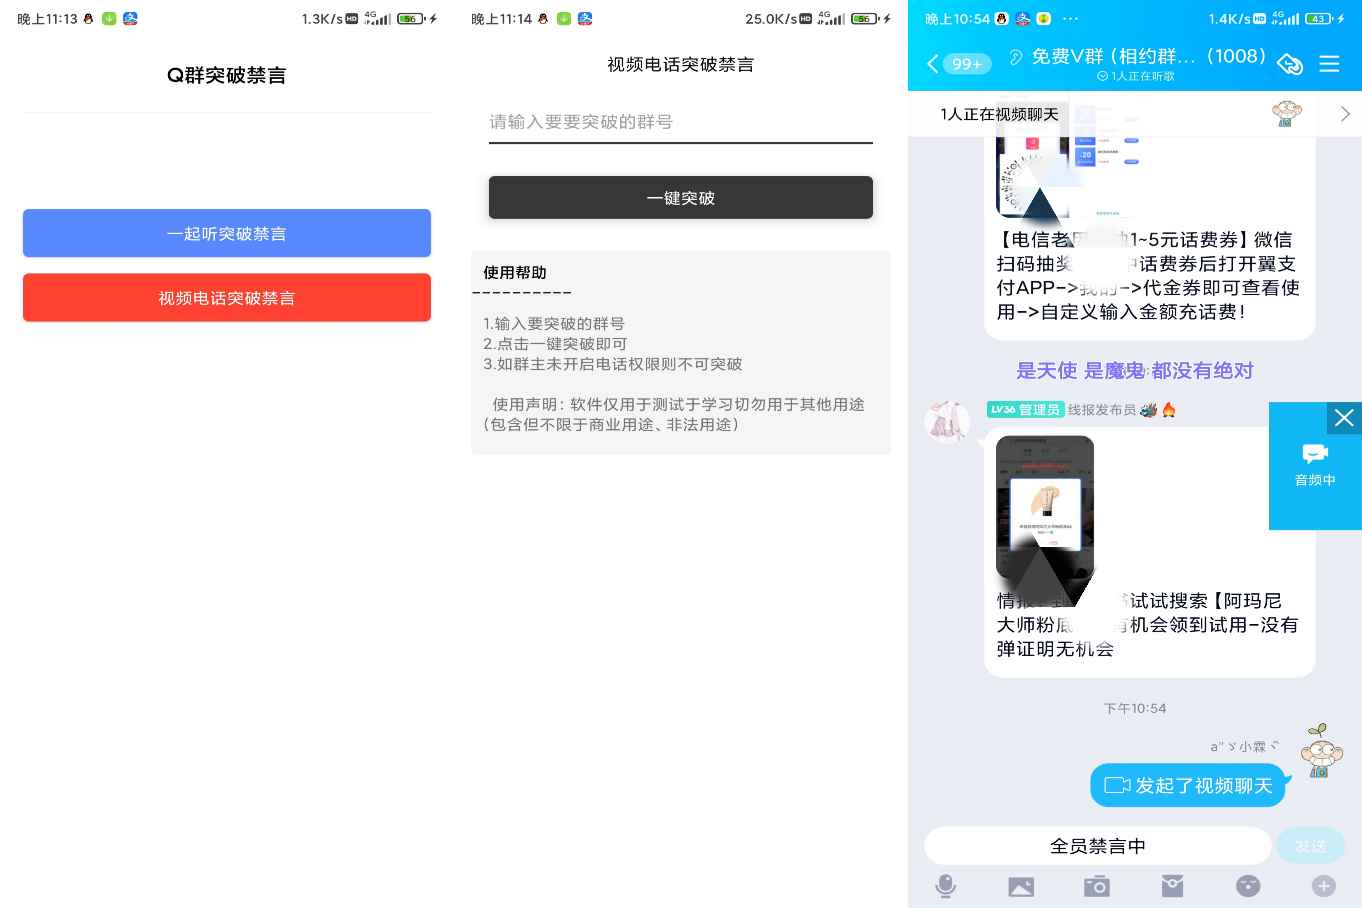 晚上11:13
1.3K/s HD 4G 56
Q群突破禁言
一起听突破禁言
视频电话突破禁言
晚上11:14
25.0K/s HD 4G 56
视频电话突破禁言
请输入要要突破的群号
一键突破
使用帮助
----------
1.输入要突破的群号
2.点击一键突破即可
3.如群主未开启电话权限则不可突破
使用声明：软件仅用于测试于学习切勿用于其他用途
（包含但不限于商业用途、非法用途）
晚上10:54 ···
1.4K/s HD 4G 43
99+
免费V群（相约群...（1008）
1人正在听歌
1人正在视频聊天
-20
【电信老用 1~5元话费券】微信
扫码抽奖 中话费券后打开翼支
付APP->我的->代金券即可查看使
用->自定义输入金额充话费！
是天使 是魔鬼 都没有绝对
LV36 管理员 线报发布员
音频中
情报 试试搜索【阿玛尼
大师粉底 有机会领到试用-没有
弹证明无机会
下午10:54
a"ゞ小霖ヾ
发起了视频聊天
全员禁言中
发送